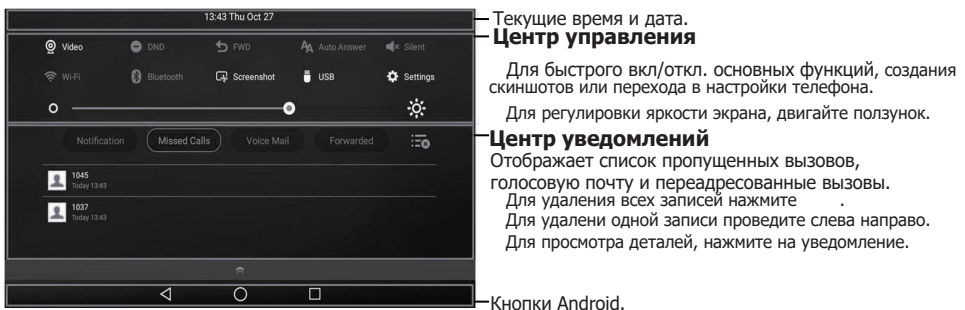 13:43 Thu Oct 27
Video DND FWD Auto Answer Silent
Wi-Fi Bluetooth Screenshot USB Settings
Notification Missed Calls Voice Mail Forwarded
1045
Today 13:43
1037
Today 13:43
Текущие время и дата.
Центр управления
Для быстрого вкл/откл. основных функций, создания
скиншотов или перехода в настройки телефона.
Для регулировки яркости экрана, двигайте ползунок.
Центр уведомлений
Отображает список пропущенных вызовов,
голосовую почту и переадресованные вызовы.
Для удаления всех записей нажмите .
Для удалени одной записи проведите слева направо.
Для просмотра деталей, нажмите на уведомление.
Кнопки Android.